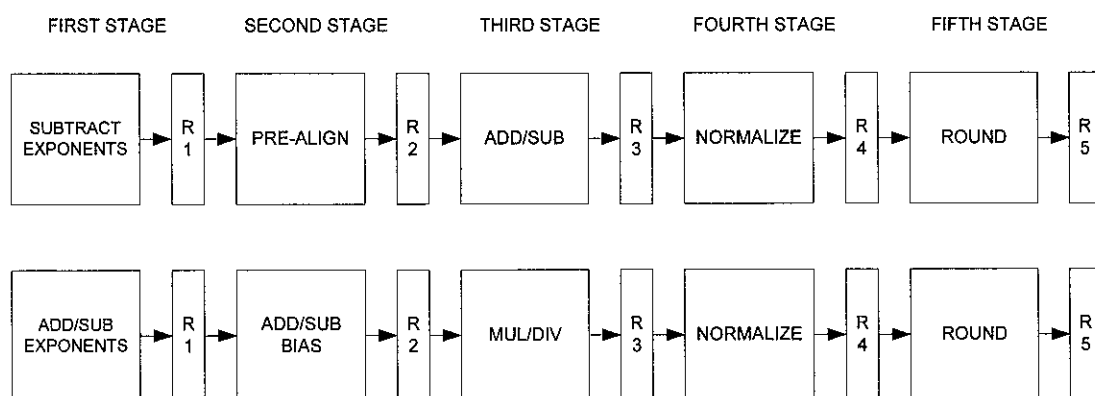 FIRST STAGE SECOND STAGE THIRD STAGE FOURTH STAGE FIFTH STAGE
SUBTRACT
EXPONENTS
R
1
PRE-ALIGN
R
2
ADD/SUB
R
3
NORMALIZE
R
4
ROUND
R
5
ADD/SUB
EXPONENTS
R
1
ADD/SUB
BIAS
R
2
MUL/DIV
R
3
NORMALIZE
R
4
ROUND
R
5